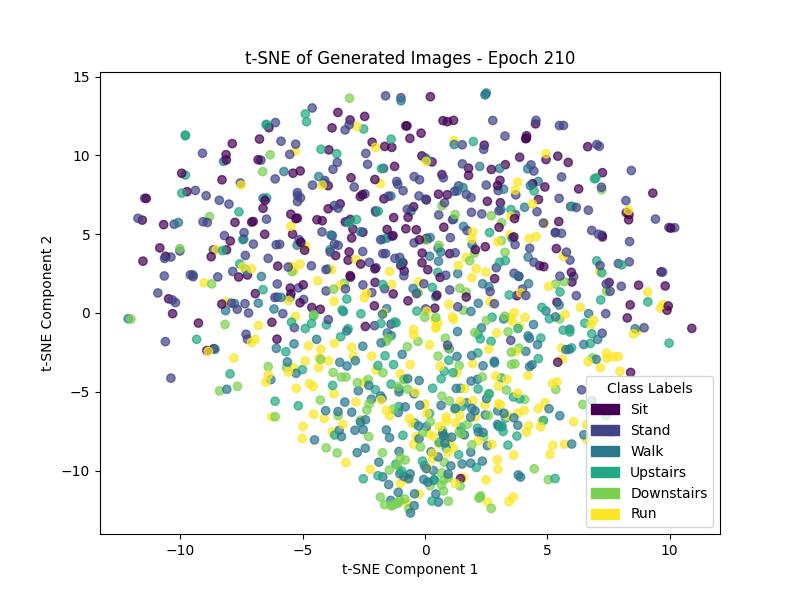 t-SNE of Generated Images - Epoch 210
15
10
5
0
−5
−10
t-SNE Component 2
−10
−5
0
5
10
t-SNE Component 1
Class Labels
Sit
Stand
Walk
Upstairs
Downstairs
Run